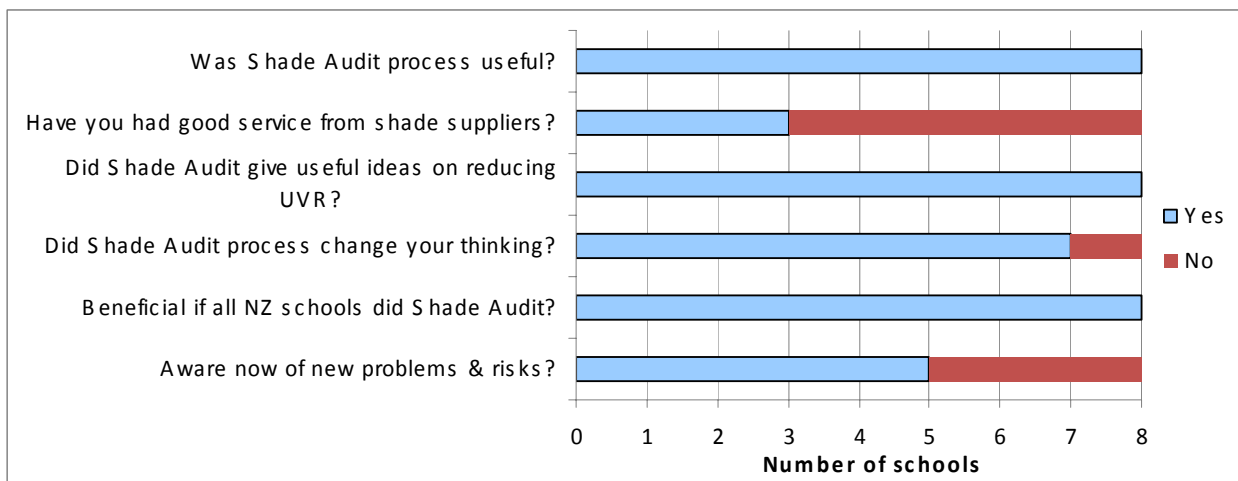 Was Shade Audit process useful?
Have you had good service from shade suppliers?
Did Shade Audit give useful ideas on reducing
UVR?
Did Shade Audit process change your thinking?
Beneficial if all NZ schools did Shade Audit?
Aware now of new problems & risks?
Yes
No
0 1 2 3 4 5 6 7 8
Number of schools